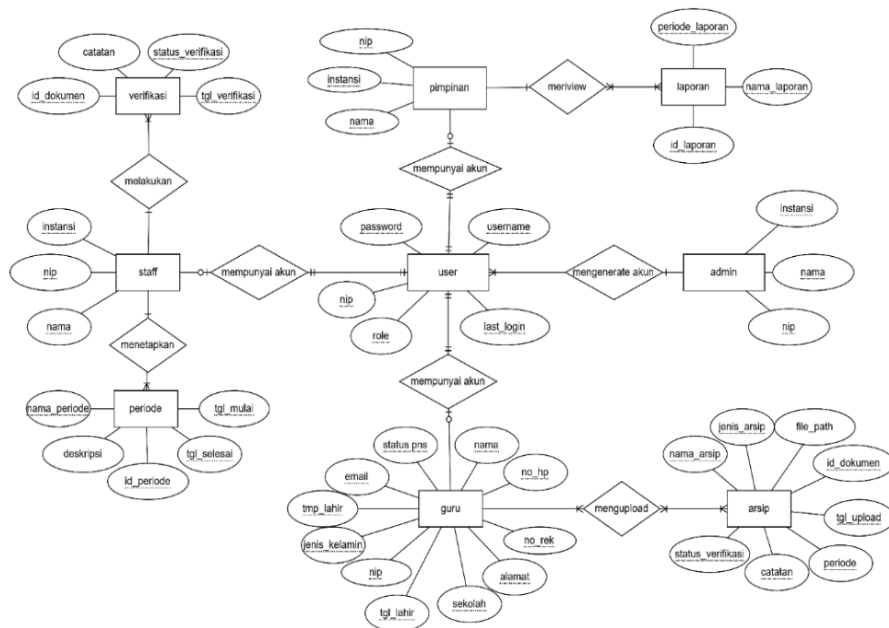 periode_laporan
nip
catatan
status_verifikasi
instansi
pimpinan
meriview
laporan
nama_laporan
id_dokumen
verifikasi
tgl_verifikasi
nama
id_laporan
melakukan
mempunyai akun
instansi
password
username
instansi
nip
staff
mempunyai akun
user
mengenerate akun
admin
nama
nip
nama
role
last_login
nip
menetapkan
mempunyai akun
nama_periode
periode
tgl_mulai
deskripsi
tgl_selesai
id_periode
status pns
nama
jenis_arsip
file_path
nama_arsip
email
no_hp
id_dokumen
tmp_lahir
guru
mengupload
arsip
tgl_upload
jenis_kelamin
no_rek
status_verifikasi
nip
alamat
catatan
periode
tgl_lahir
sekolah